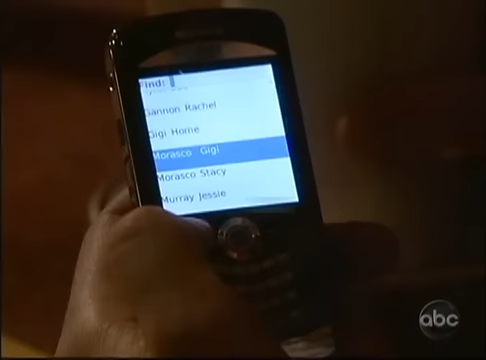 Find:
Gannon Rachel
Gigi Home
Morasco Gigi
Morasco Stacy
Murray Jessie
abc